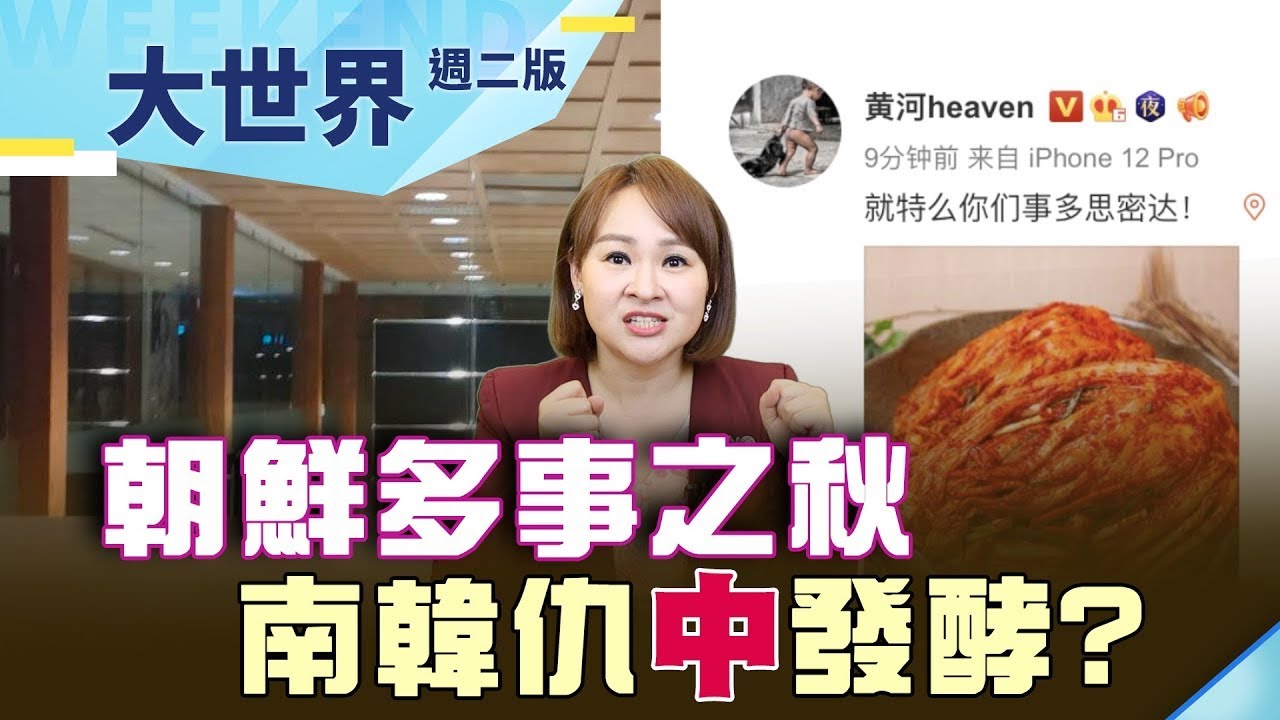 WEEKEND
大世界 週二版
黄河heaven
9分钟前 来自 iPhone 12 Pro
就特么你们事多思密达！
朝鮮多事之秋
南韓仇中發酵？